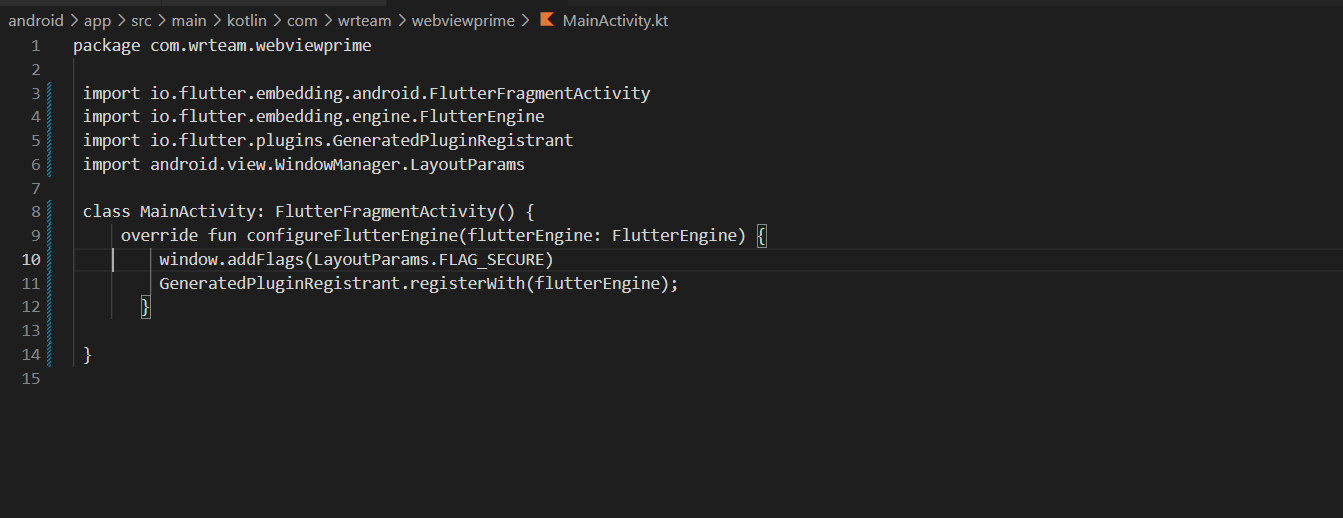 android > app > src > main > kotlin > com > wrteam > webviewprime > MainActivity.kt
1 package com.wrteam.webviewprime
2
3 import io.flutter.embedding.android.FlutterFragmentActivity
4 import io.flutter.embedding.engine.FlutterEngine
5 import io.flutter.plugins.GeneratedPluginRegistrant
6 import android.view.WindowManager.LayoutParams
7
8 class MainActivity: FlutterFragmentActivity() {
9 override fun configureFlutterEngine(flutterEngine: FlutterEngine) {
10 window.addFlags(LayoutParams.FLAG_SECURE)
11 GeneratedPluginRegistrant.registerWith(flutterEngine);
12 }
13
14 }
15